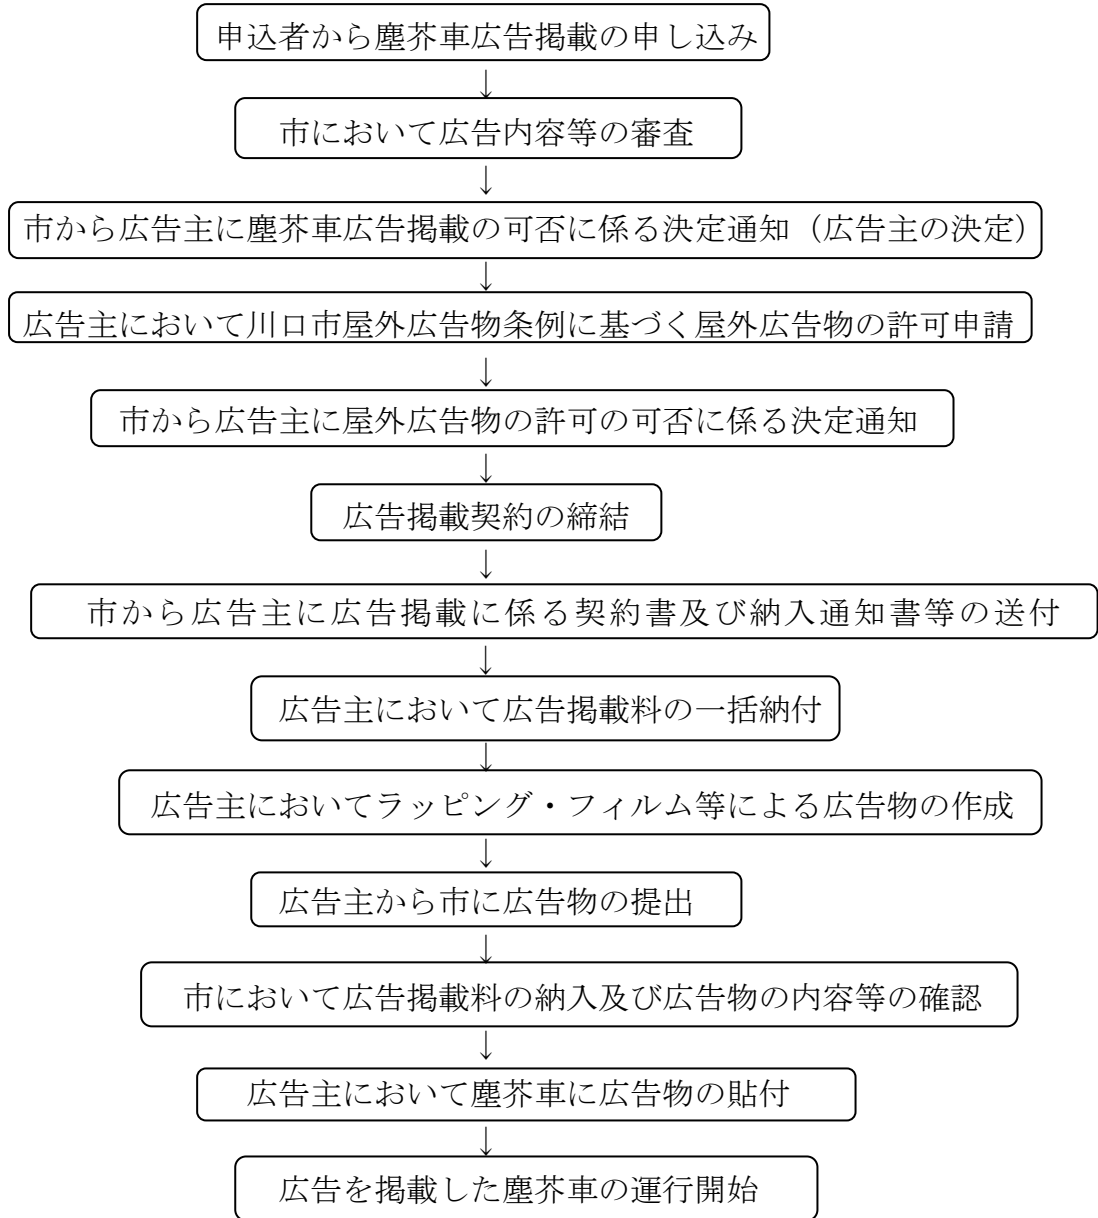 申込者から塵芥車広告掲載の申し込み
↓
市において広告内容等の審査
↓
市から広告主に塵芥車広告掲載の可否に係る決定通知（広告主の決定）
↓
広告主において川口市屋外広告物条例に基づく屋外広告物の許可申請
↓
市から広告主に屋外広告物の許可の可否に係る決定通知
↓
広告掲載契約の締結
↓
市から広告主に広告掲載に係る契約書及び納入通知書等の送付
↓
広告主において広告掲載料の一括納付
↓
広告主においてラッピング・フィルム等による広告物の作成
↓
広告主から市に広告物の提出
↓
市において広告掲載料の納入及び広告物の内容等の確認
↓
広告主において塵芥車に広告物の貼付
↓
広告を掲載した塵芥車の運行開始